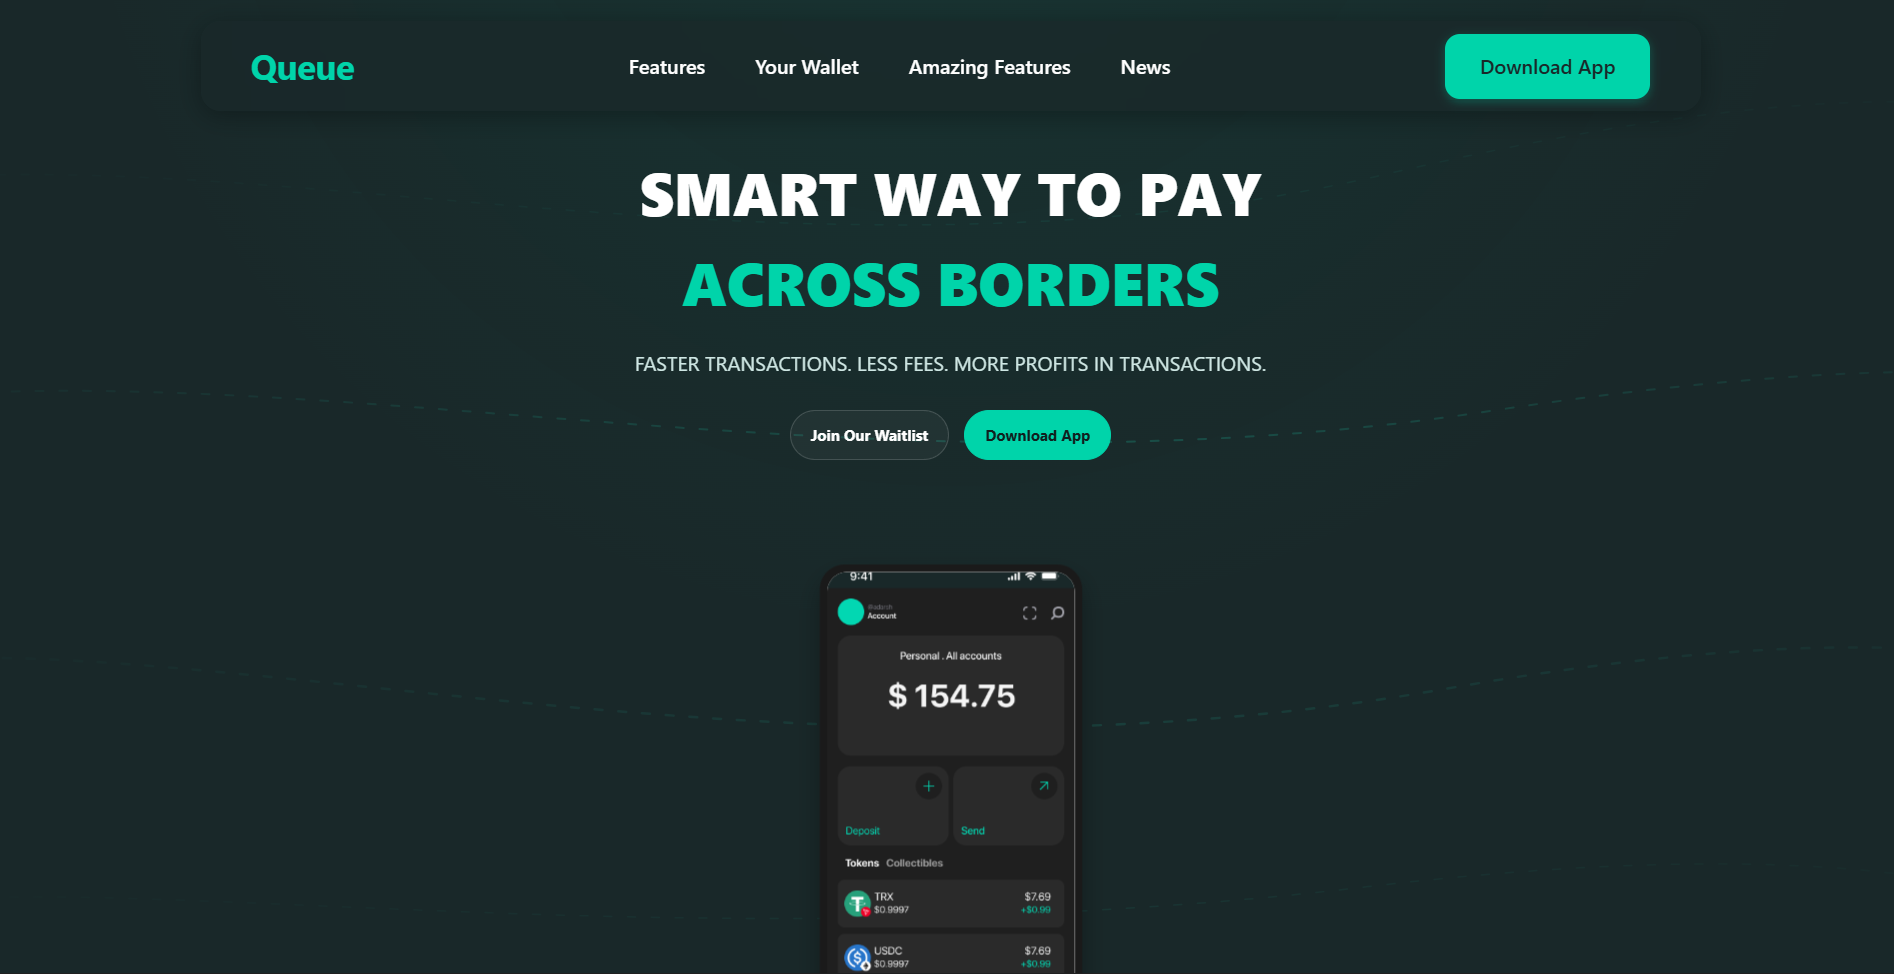 Queue
Features
Your Wallet
Amazing Features
News
Download App
SMART WAY TO PAY
ACROSS BORDERS
FASTER TRANSACTIONS. LESS FEES. MORE PROFITS IN TRANSACTIONS.
Join Our Waitlist
Download App
9:41
Account
Personal . All accounts
$ 154.75
Deposit
Send
Tokens Collectibles
TRX $7.69
$0.9997 +$0.99
USDC $7.69
$0.9997 +$0.99